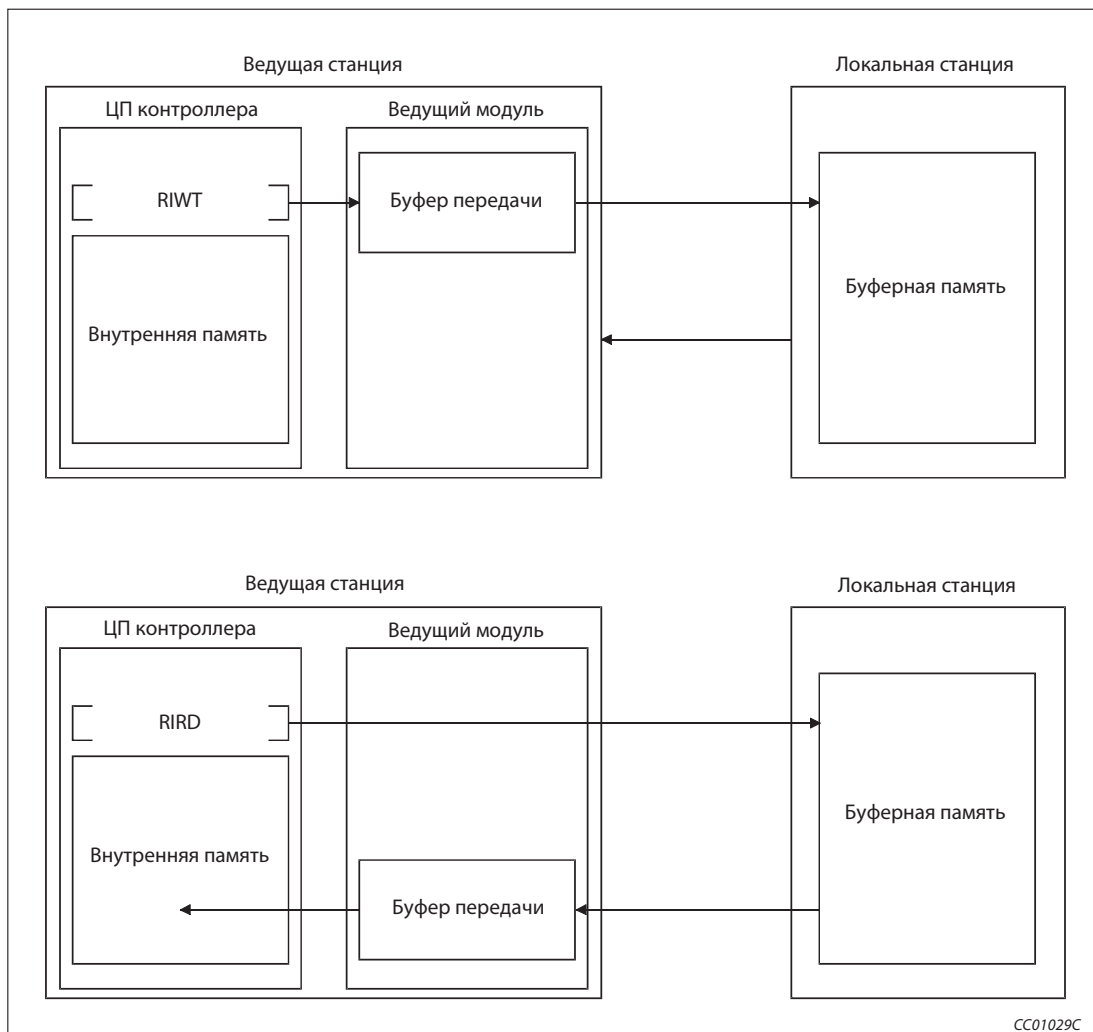 Ведущая станция
Локальная станция
ЦП контроллера
Ведущий модуль
RIWT
Буфер передачи
Внутренняя память
Буферная память
Ведущая станция
Локальная станция
ЦП контроллера
Ведущий модуль
RIRD
Внутренняя память
Буфер передачи
Буферная память
CC01029C